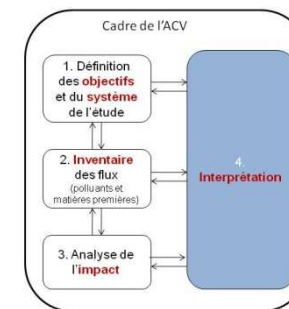 Cadre de l'ACV
1. Définition
des objectifs
et du système
de l'étude
2. Inventaire
des flux
(polluants et
matières premières)
3. Analyse de
l'impact
4.
Interprétation